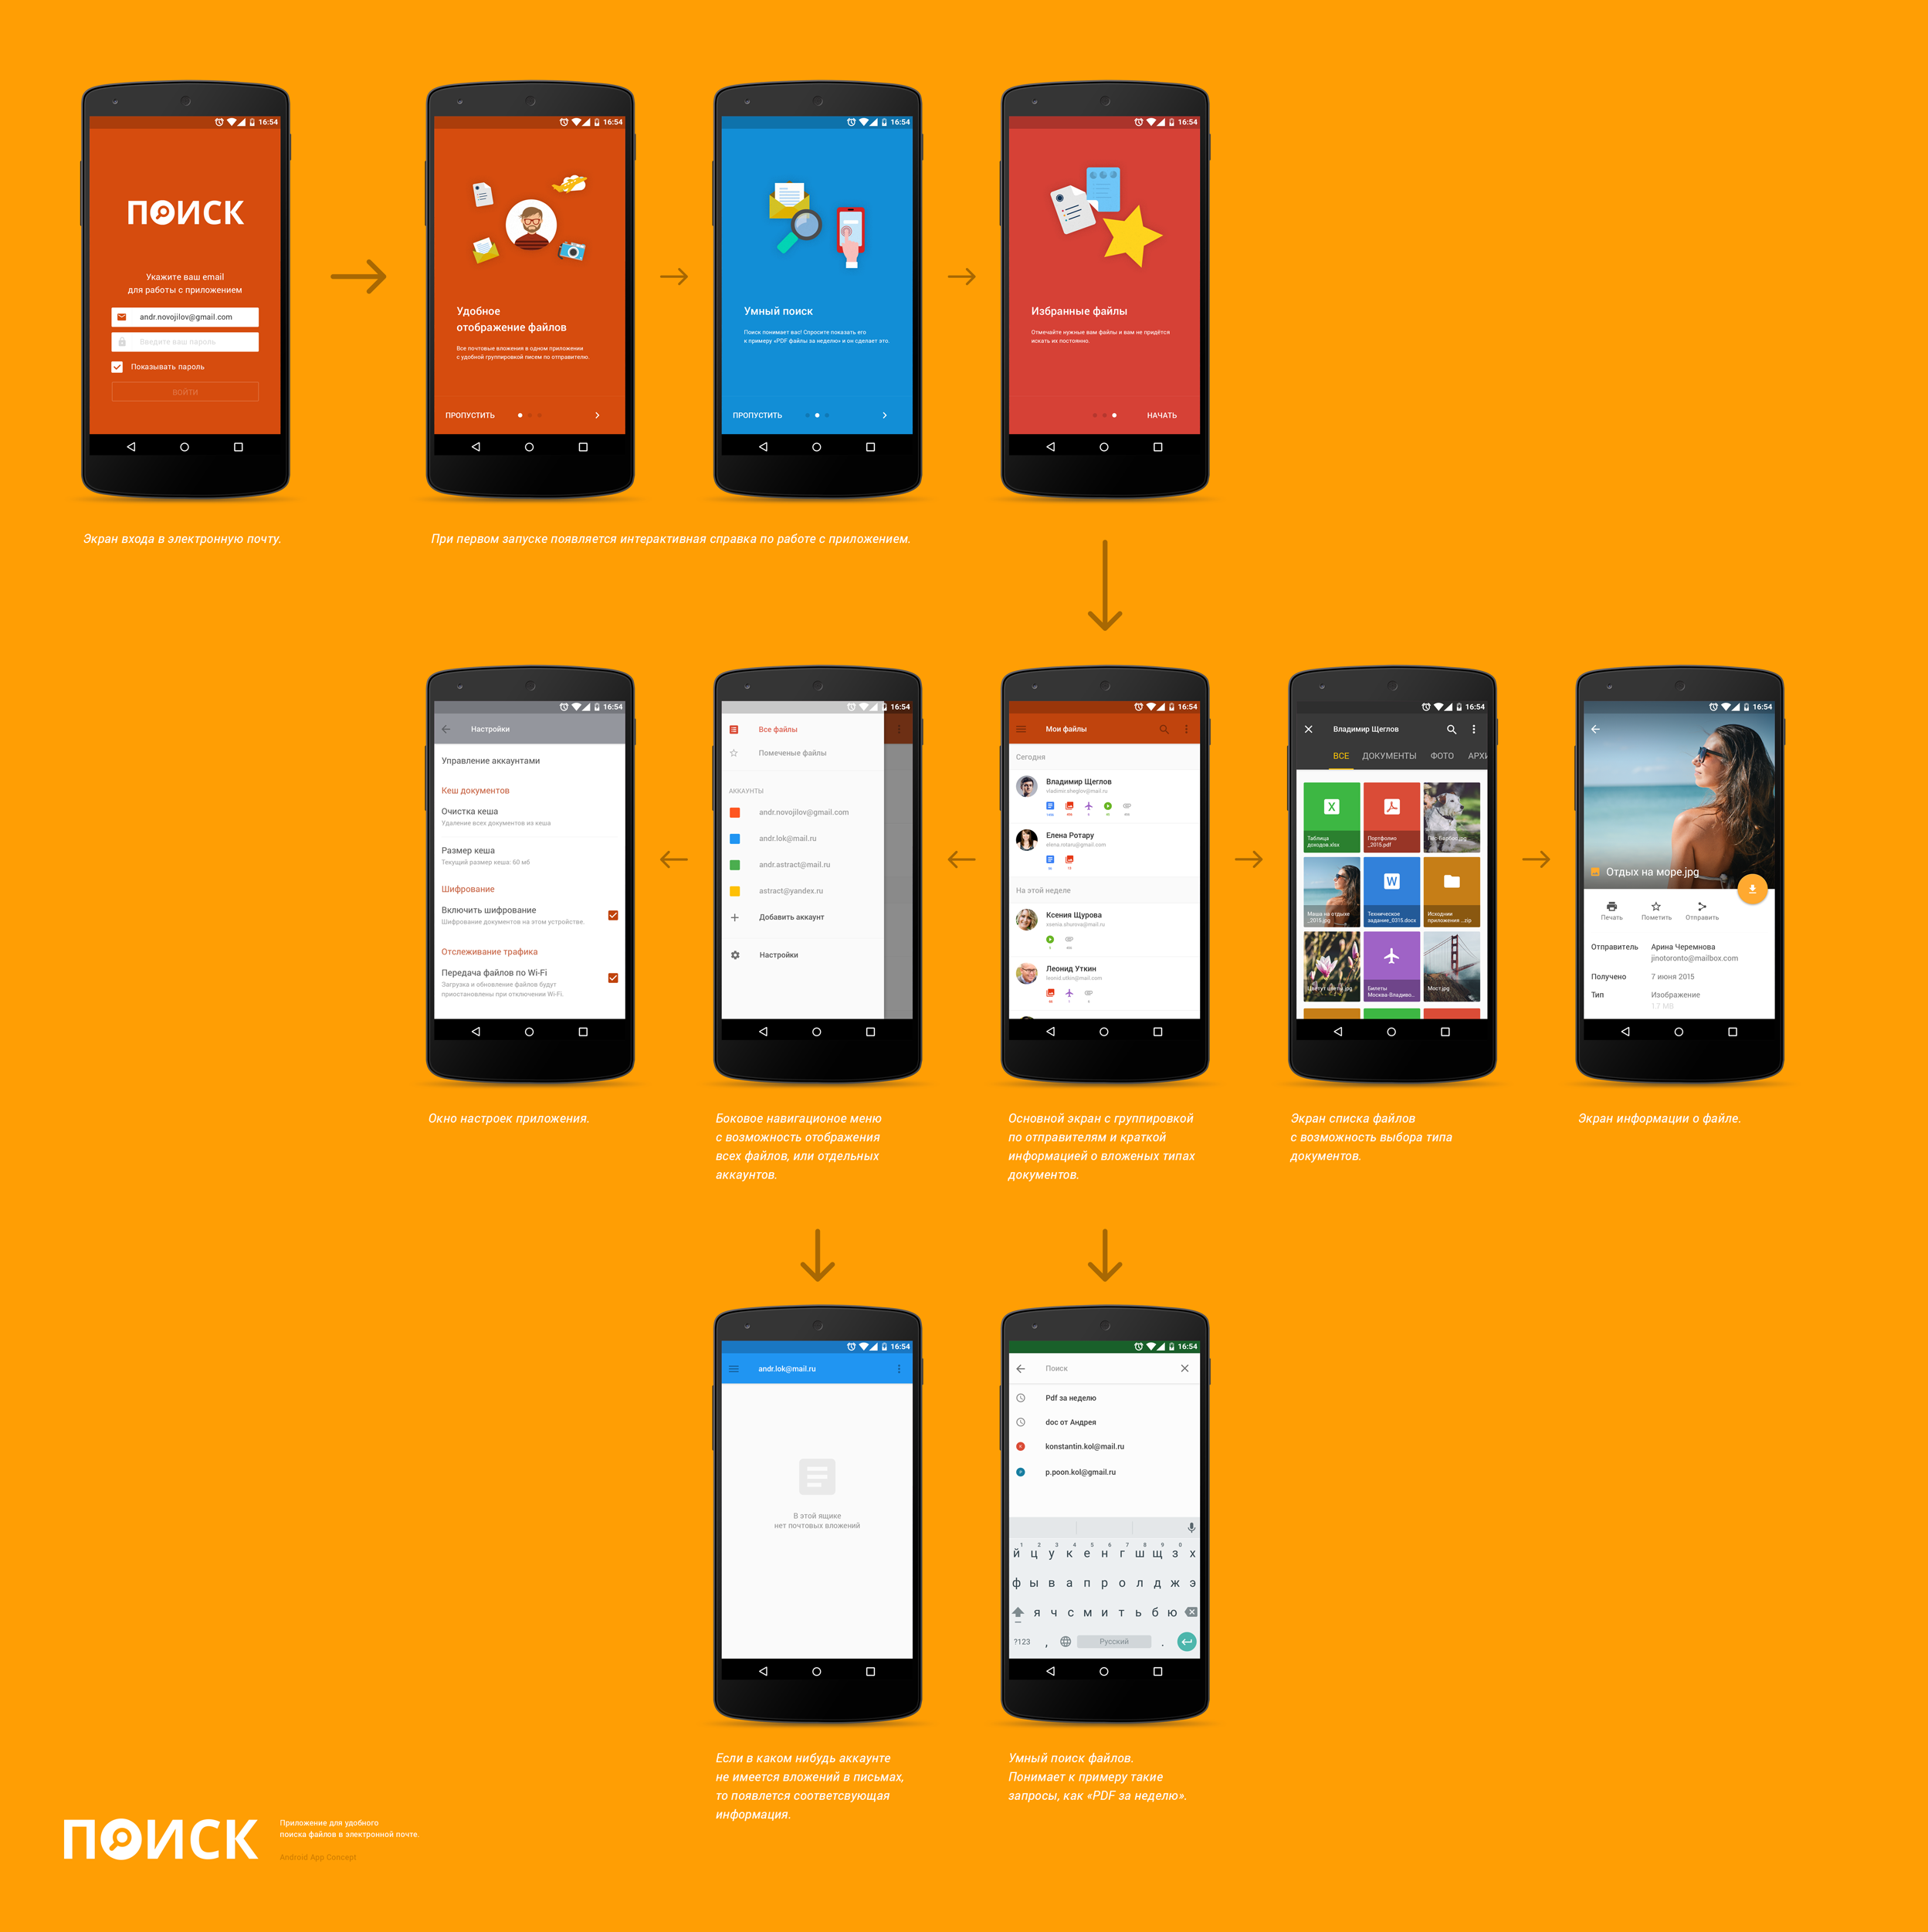 16:54
ПОИСК
Укажите ваш email
для работы с приложением
andr.novojilov@gmail.com
Введите ваш пароль
Показывать пароль
ВОЙТИ
Экран входа в электронную почту.
16:54
Удобное
отображение файлов
Все почтовые вложения в одном приложении
с удобной группировкой писем по отправителю.
ПРОПУСТИТЬ
16:54
Умный поиск
Поиск понимает вас! Спросите показать его
к примеру «PDF файлы за неделю» и он сделает это.
ПРОПУСТИТЬ
16:54
Избранные файлы
Отмечайте нужные вам файлы и вам не придётся
искать их постоянно.
НАЧАТЬ
При первом запуске появляется интерактивная справка по работе с приложением.
16:54
Настройки
Управление аккаунтами
Кеш документов
Очистка кеша
Удаление всех документов из кеша
Размер кеша
Текущий размер кеша: 60 мб
Шифрование
Включить шифрование
Шифрование документов на этом устройстве.
Отслеживание трафика
Передача файлов по Wi-Fi
Загрузка и обновление файлов будут
приостановлены при отключении Wi-Fi.
Окно настроек приложения.
16:54
Все файлы
Помеченые файлы
АККАУНТЫ
andr.novojilov@gmail.com
andr.lok@mail.ru
andr.astract@mail.ru
astract@yandex.ru
Добавить аккаунт
Настройки
Боковое навигационое меню
с возможность отображения
всех файлов, или отдельных
аккаунтов.
16:54
Мои файлы
Сегодня
Владимир Щеглов
vladimir.sheglov@mail.ru
Елена Ротару
elena.rotaru@gmail.com
На этой неделе
Ксения Щурова
ksenia.shurova@mail.ru
Леонид Уткин
leonid.utkin@mail.com
Основной экран с группировкой
по отправителям и краткой
информацией о вложеных типах
документов.
16:54
Владимир Щеглов
ВСЕ ДОКУМЕНТЫ ФОТО АРХИ
X
Таблица
доходов.xlsx
Портфолио
_2015.pdf
Пёс-Барбос.jpg
Маша на отдыхе
_2015.jpg
W
Техническое
задание_0315.docx
Исходники
приложения ...zip
Цветут цветы.jpg
Билеты
Москва-Владиво...
Мост.jpg
Экран списка файлов
с возможность выбора типа
документов.
16:54
Отдых на море.jpg
Печать Пометить Отправить
Отправитель Арина Черемнова
jinotoronto@mailbox.com
Получено 7 июня 2015
Тип Изображение
1.7 МБ
Экран информации о файле.
16:54
andr.lok@mail.ru
В этой ящике
нет почтовых вложений
Если в каком нибудь аккаунте
не имеется вложений в письмах,
то появлется соответсвующая
информация.
16:54
Поиск
Pdf за неделю
doc от Андрея
konstantin.kol@mail.ru
p.poon.kol@gmail.ru
1 2 3 4 5 6 7 8 9 0
й ц у к е н г ш щ з х
ф ы в а п р о л д ж э
я ч с м и т ь б ю
?123 , Русский .
Умный поиск файлов.
Понимает к примеру такие
запросы, как «PDF за неделю».
ПОИСК
Приложение для удобного
поиска файлов в электронной почте.
Android App Concept